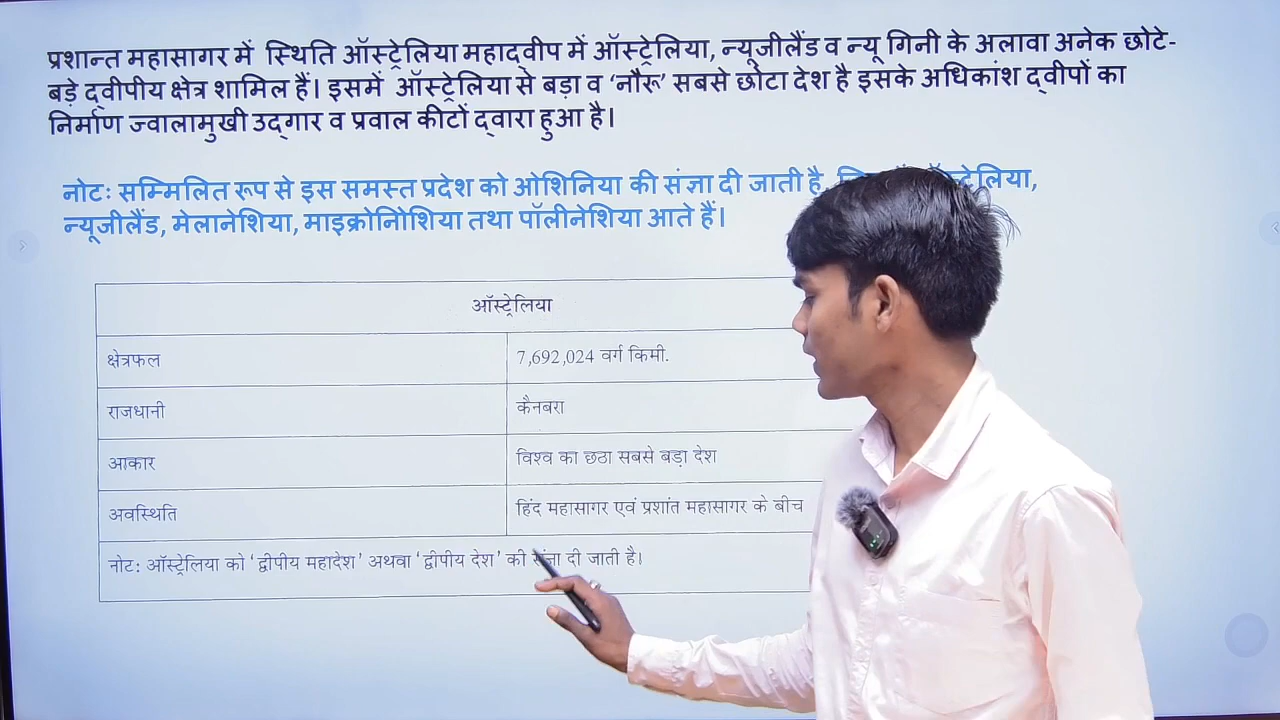 प्रशान्त महासागर में स्थिति ऑस्ट्रेलिया महाद्वीप में ऑस्ट्रेलिया, न्यूजीलैंड व न्यू गिनी के अलावा अनेक छोटे-
बड़े द्वीपीय क्षेत्र शामिल हैं। इसमें ऑस्ट्रेलिया से बड़ा व ‘नौरू’ सबसे छोटा देश है इसके अधिकांश द्वीपों का
निर्माण ज्वालामुखी उद्गार व प्रवाल कीटों द्वारा हुआ है।
नोटः सम्मिलित रूप से इस समस्त प्रदेश को ओशिनिया की संज्ञा दी जाती है,
न्यूजीलैंड, मेलानेशिया, माइक्रोनिोशिया तथा पॉलीनेशिया आते हैं।
ऑस्ट्रेलिया
क्षेत्रफल 7,692,024 वर्ग किमी.
राजधानी कैनबरा
आकार विश्व का छठा सबसे बड़ा देश
अवस्थिति हिंद महासागर एवं प्रशांत महासागर के बीच
नोट: ऑस्ट्रेलिया को ‘द्वीपीय महादेश’ अथवा ‘द्वीपीय देश’ की संज्ञा दी जाती है।